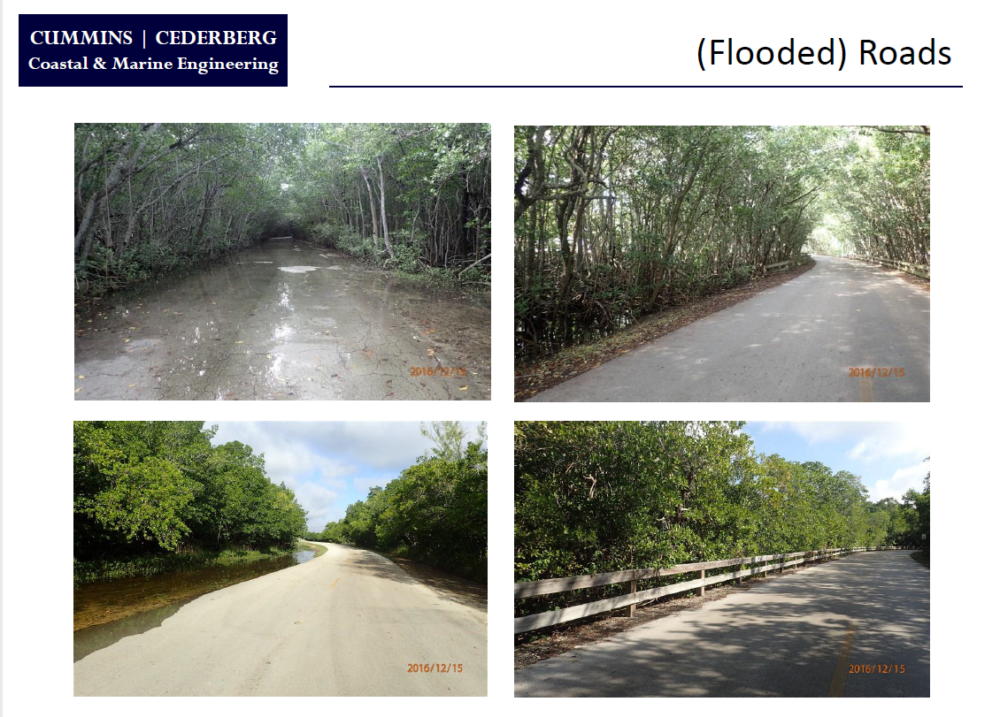 CUMMINS | CEDERBERG
Coastal & Marine Engineering
(Flooded) Roads
2016/12/15
2016/12/15
2016/12/15
2016/12/15